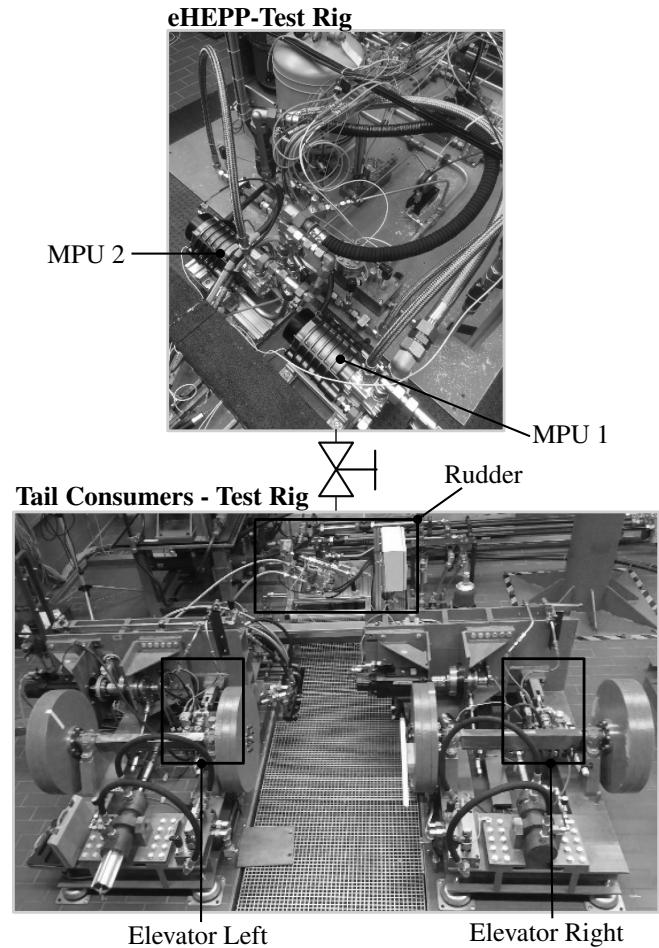 eHEPP-Test Rig
MPU 2
MPU 1
Rudder
Tail Consumers - Test Rig
Elevator Left
Elevator Right